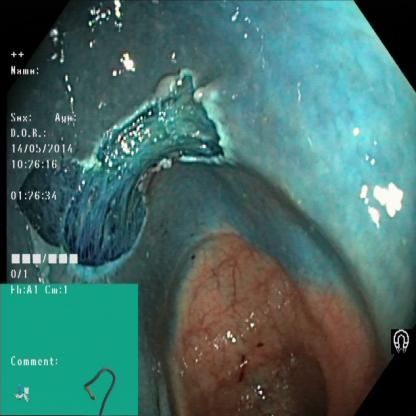 ++
Name:
Sex: Age:
D.O.B.:
14/05/2014
10:26:16
01:26:34
■■■/■■■
0/1
Eh:A1 Cm:1
Comment: